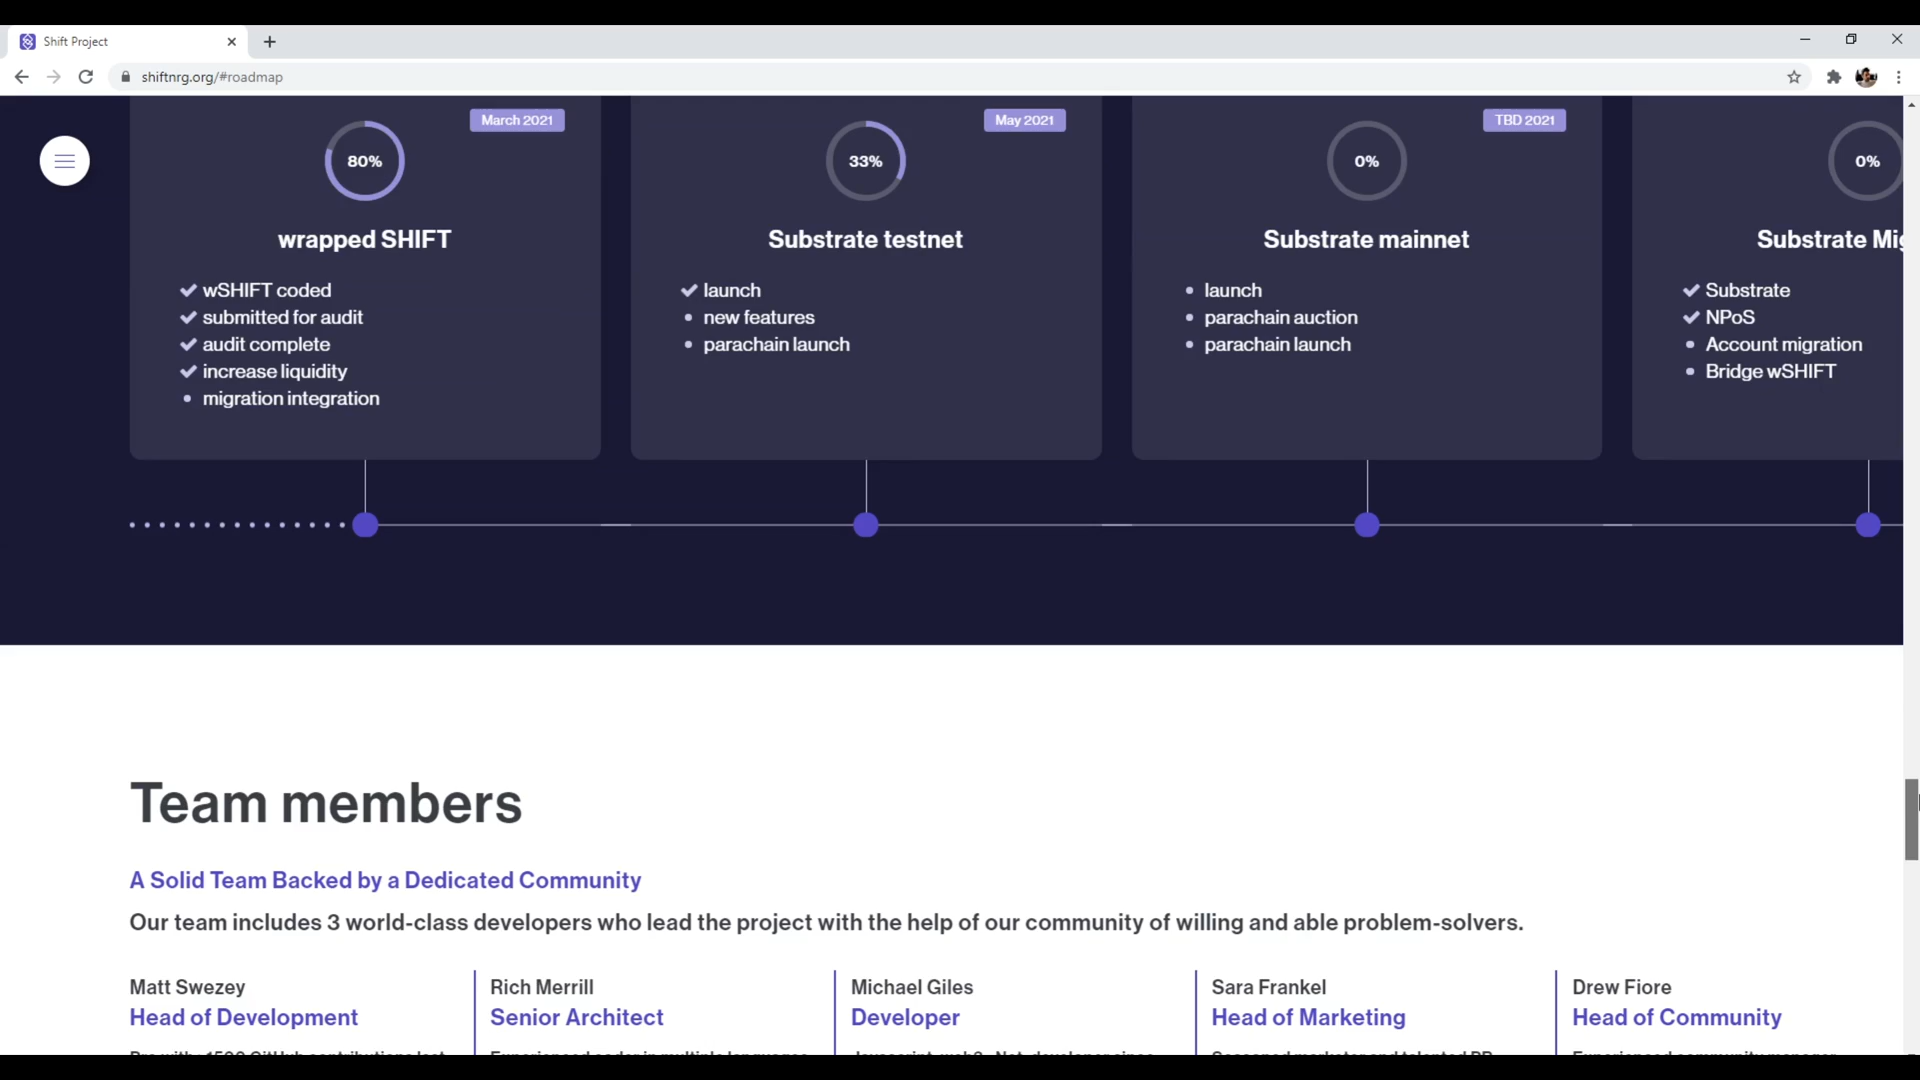 Shift Project
shiftnrg.org/#roadmap
March 2021
80%
wrapped SHIFT
wSHIFT coded
submitted for audit
audit complete
increase liquidity
migration integration
May 2021
33%
Substrate testnet
launch
new features
parachain launch
TBD 2021
0%
Substrate mainnet
launch
parachain auction
parachain launch
0%
Substrate
Substrate
NPoS
Account migration
Bridge wSHIFT
Team members
A Solid Team Backed by a Dedicated Community
Our team includes 3 world-class developers who lead the project with the help of our community of willing and able problem-solvers.
Matt Swezey
Head of Development
Rich Merrill
Senior Architect
Michael Giles
Developer
Sara Frankel
Head of Marketing
Drew Fiore
Head of Community